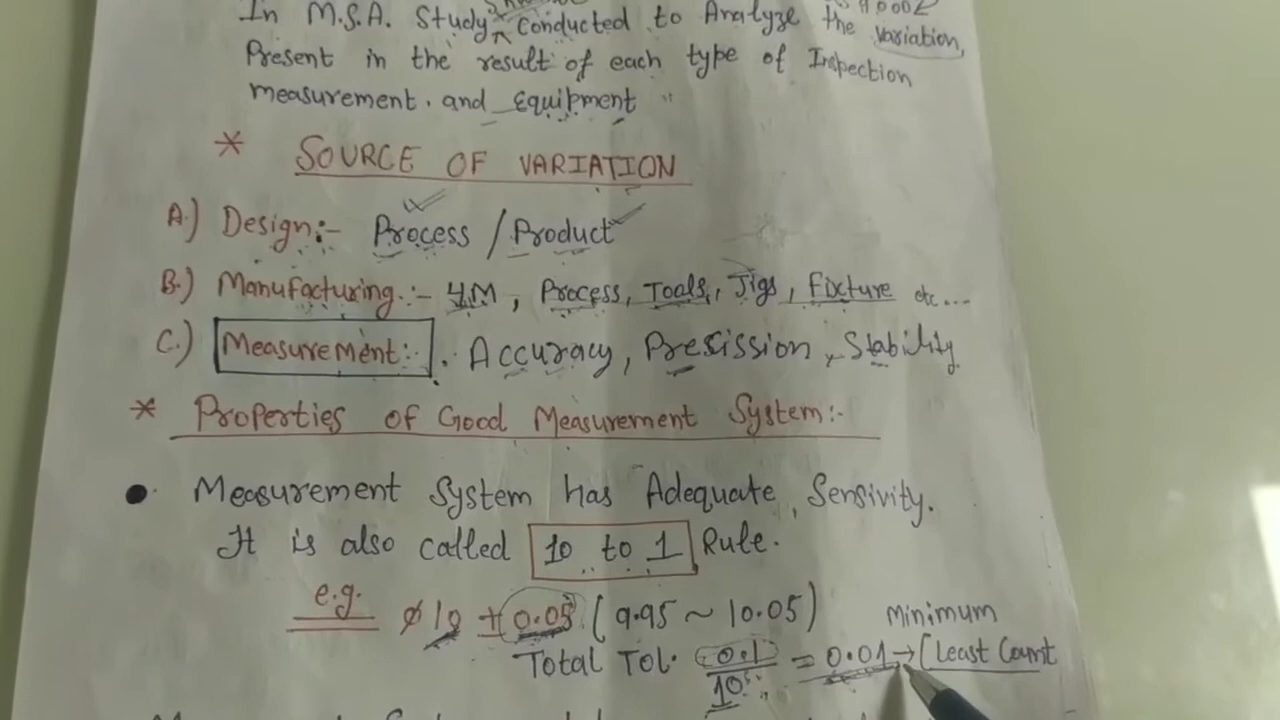 In M.S.A. Study Conducted to Analyze the variation,
Present in the result of each type of Inspection
measurement. and Equipment "
* SOURCE OF VARIATION
A.) Design:- Process / Product
B.) Manufacturing.:- 4M, Process, Tools, Jigs, Fixture etc....
C.) Measurement:- Accuracy, Precission, Stability
* Properties of Good Measurement System:-
• Measurement System has Adequate Sensivity.
It is also called 10 to 1 Rule.
e.g. ø 10 ± 0.05 (9.95 ~ 10.05)
minimum
Total Tol. 0.1/10 = 0.01 → [Least Count